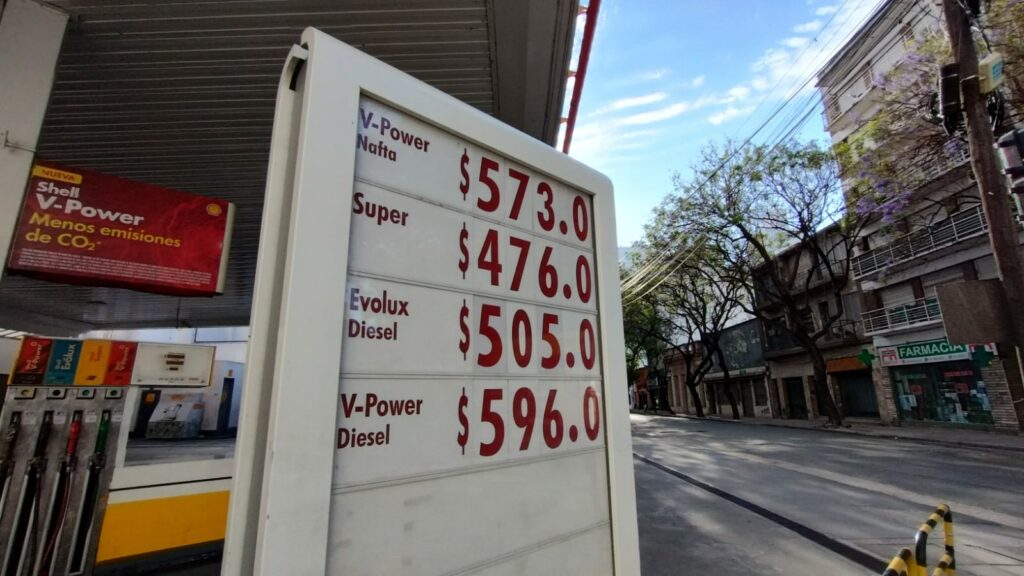 V-Power
Nafta
$573.0
Super
$476.0
Evolux
Diesel
$505.0
V-Power
Diesel
$596.0
NUEVA
Shell
V-Power
Menos emisiones
de CO₂*
Evolux
FARMACIA